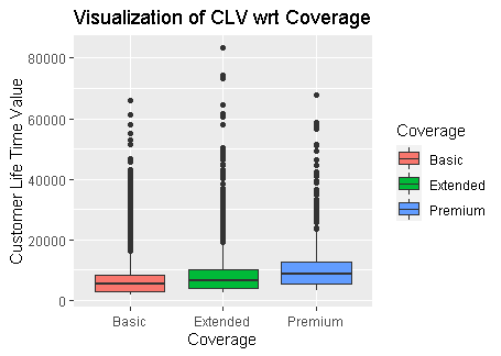 Visualization of CLV wrt Coverage
Customer Life Time Value
80000
60000
40000
20000
0
Basic
Extended
Premium
Coverage
Coverage
Basic
Extended
Premium